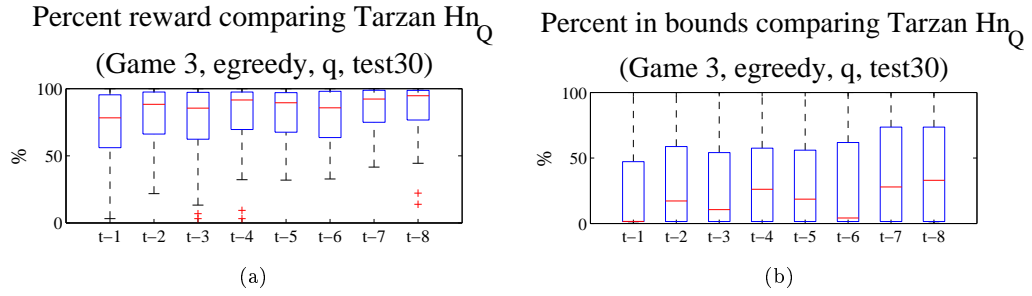 Percent reward comparing Tarzan Hn_Q
(Game 3, egreedy, q, test30)
100
50
0
%
t−1 t−2 t−3 t−4 t−5 t−6 t−7 t−8
(a)
Percent in bounds comparing Tarzan Hn_Q
(Game 3, egreedy, q, test30)
100
50
0
%
t−1 t−2 t−3 t−4 t−5 t−6 t−7 t−8
(b)